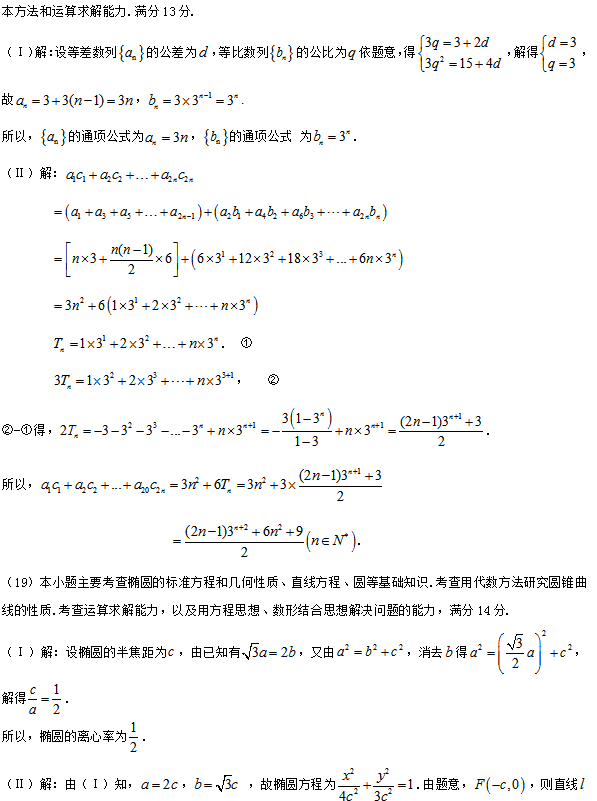 本方法和运算求解能力.满分13分.
(Ⅰ)解:设等差数列{aₙ}的公差为d,等比数列{bₙ}的公比为q依题意,得{3q=3+2d 3q²=15+4d,解得{d=3 q=3,
故aₙ=3+3(n−1)=3n,bₙ=3×3ⁿ⁻¹=3ⁿ.
所以,{aₙ}的通项公式为aₙ=3n,{bₙ}的通项公式 为bₙ=3ⁿ.
(Ⅱ)解:a₁c₁+a₂c₂+…+a₂ₙc₂ₙ
=(a₁+a₃+a₅+…+a₂ₙ₋₁)+(a₂b₁+a₄b₂+a₆b₃+⋯+a₂ₙbₙ)
=[n×3+n(n−1)/2×6]+(6×3¹+12×3²+18×3³+...+6n×3ⁿ)
=3n²+6(1×3¹+2×3²+⋯+n×3ⁿ)
Tₙ=1×3¹+2×3²+…+n×3ⁿ. ①
3Tₙ=1×3²+2×3³+⋯+n×3³⁺¹, ②
②−①得,2Tₙ=−3−3²−3³−...−3ⁿ+n×3ⁿ⁺¹=−3(1−3ⁿ)/(1−3)+n×3ⁿ⁺¹=((2n−1)3ⁿ⁺¹+3)/2.
所以,a₁c₁+a₂c₂+...+a₂₀c₂ₙ=3n²+6Tₙ=3n²+3×((2n−1)3ⁿ⁺¹+3)/2
=((2n−1)3ⁿ⁺²+6n²+9)/2(n∈N*).
(19)本小题主要考查椭圆的标准方程和几何性质、直线方程、圆等基础知识.考查用代数方法研究圆锥曲
线的性质.考查运算求解能力,以及用方程思想、数形结合思想解决问题的能力,满分14分.
(Ⅰ)解:设椭圆的半焦距为c,由已知有√3a=2b,又由a²=b²+c²,消去b得a²=(√3/2 a)²+c²,
解得c/a=1/2.
所以,椭圆的离心率为1/2.
(Ⅱ)解:由(Ⅰ)知,a=2c,b=√3c,故椭圆方程为x²/4c²+y²/3c²=1.由题意,F(−c,0),则直线l